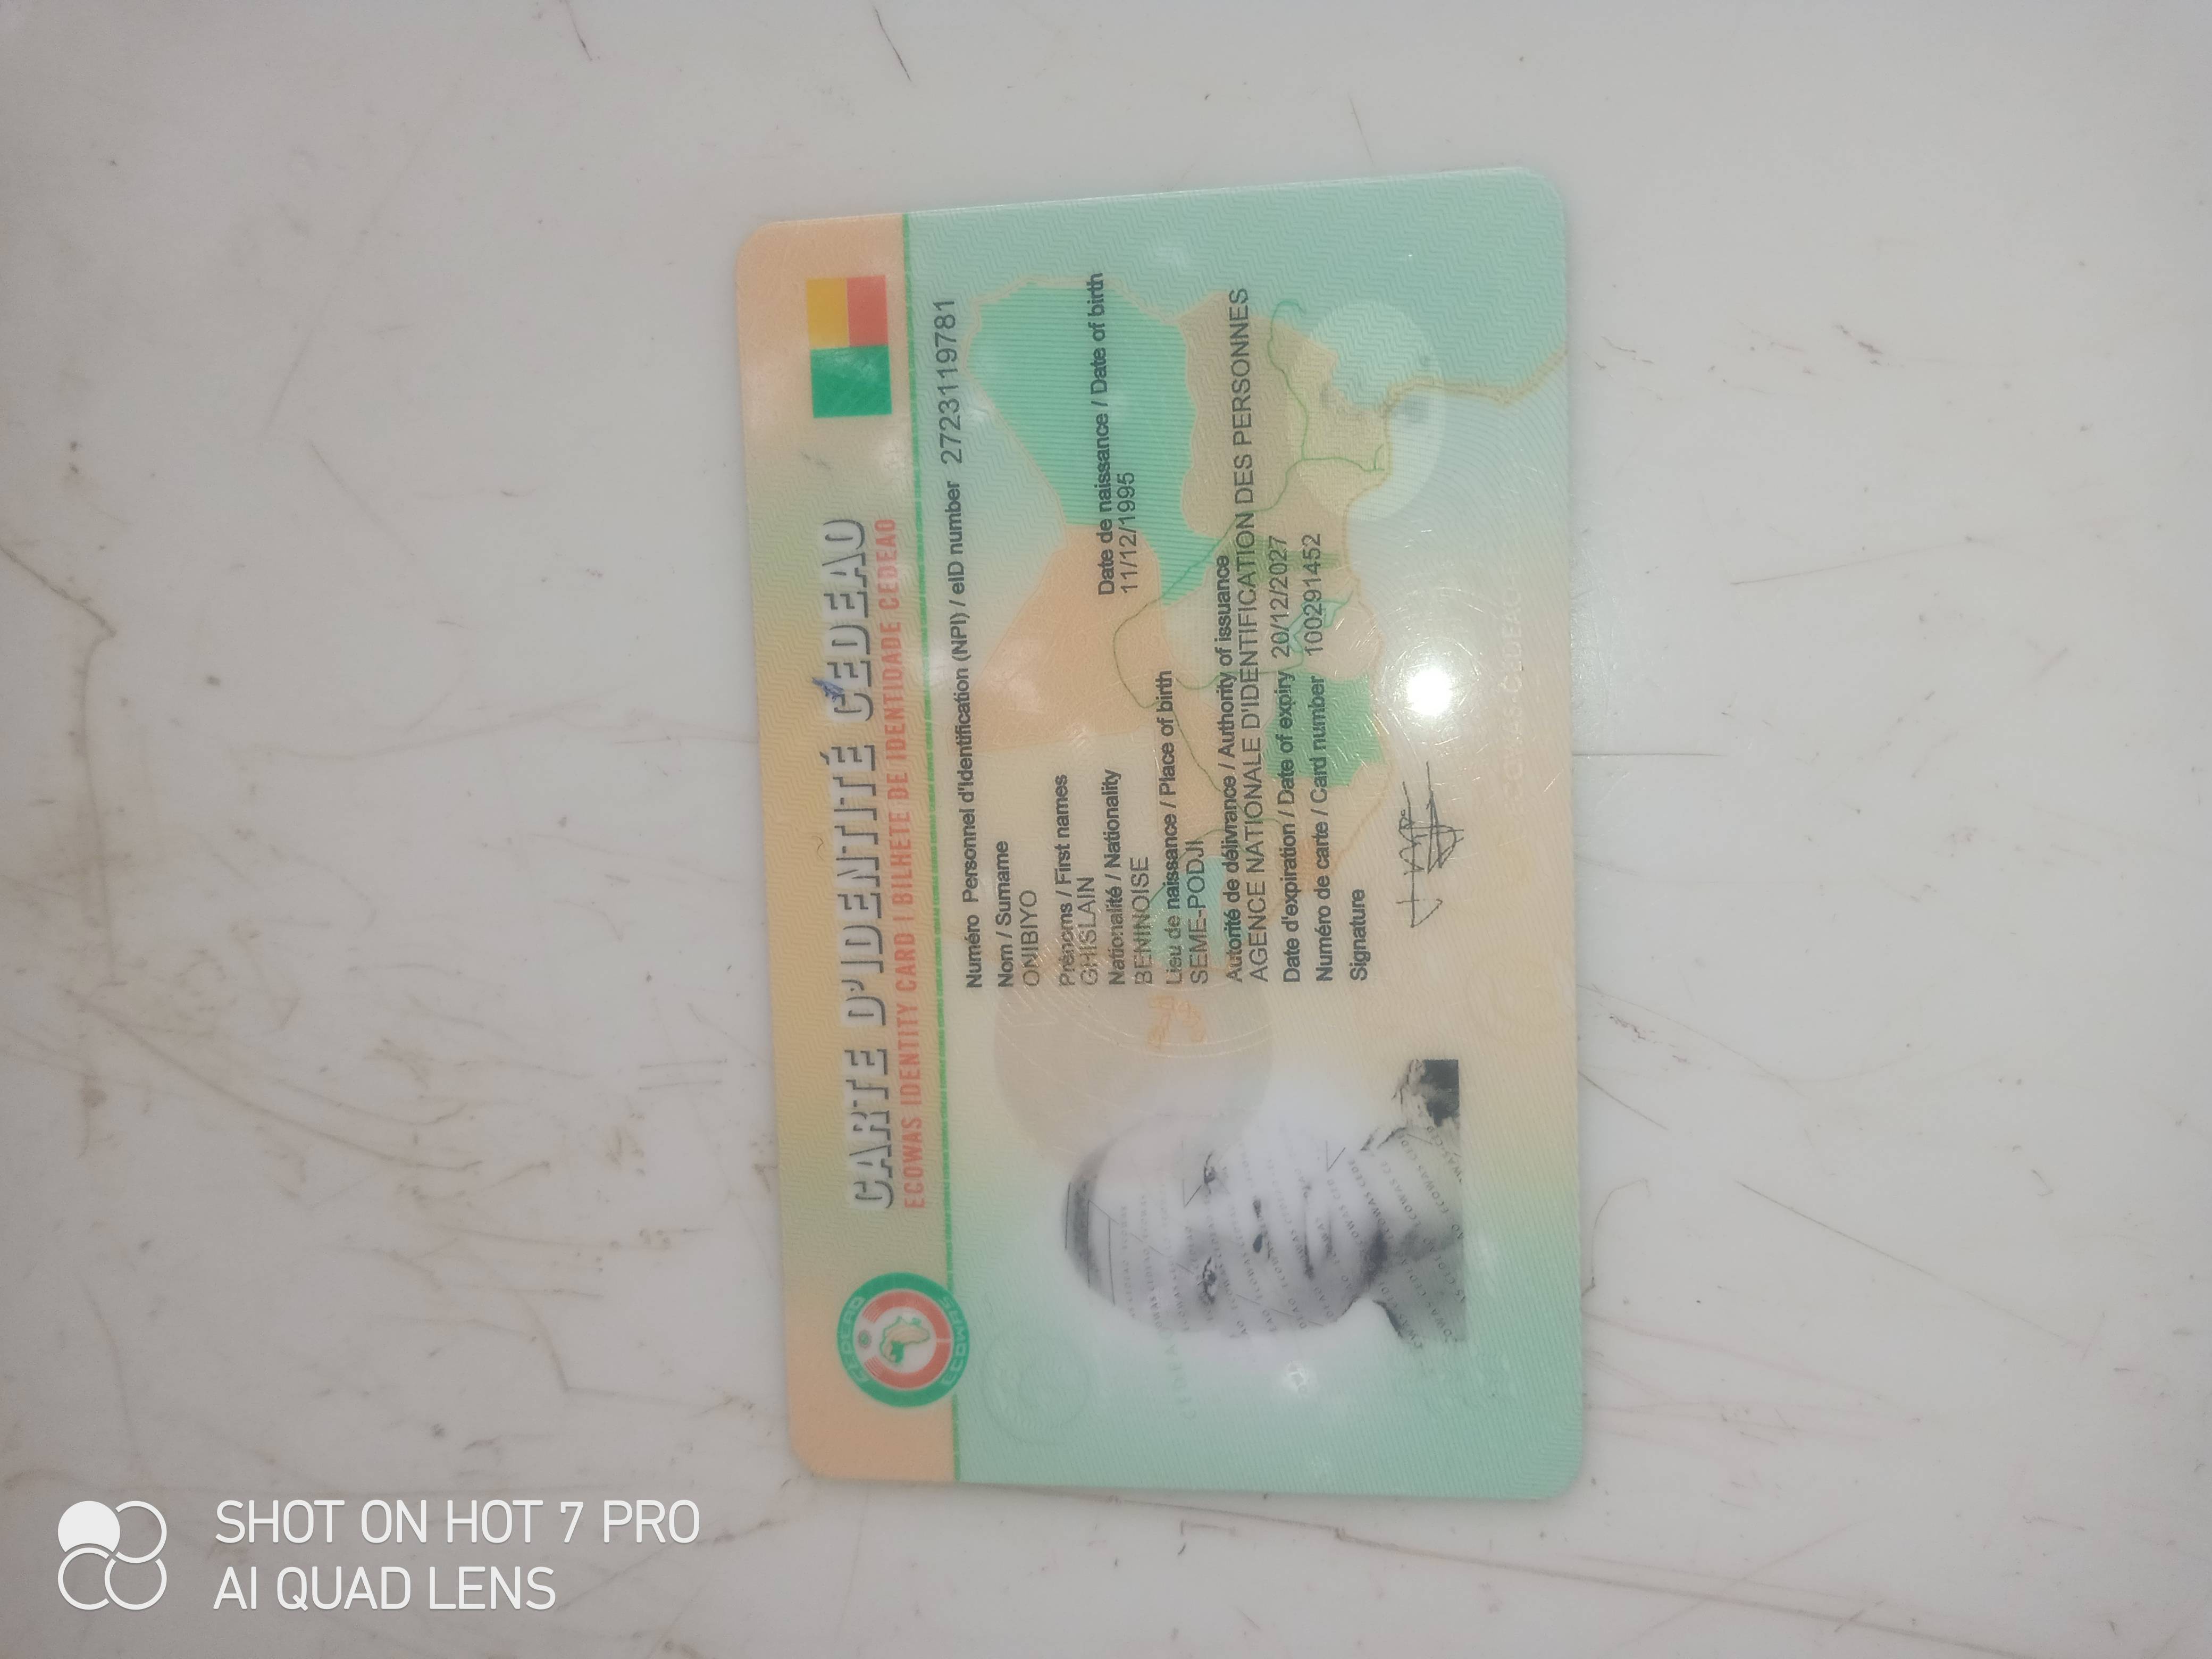 CEDEAO
ECOWAS
CARTE D'IDENTITÉ CEDEAO
ECOWAS IDENTITY CARD | BILHETE DE IDENTIDADE CEDEAO
Numéro Personnel d'Identification (NPI) / eID number 2723119781
Nom / Surname
ONIBIYO
Prénoms / First names
GHISLAIN
Nationalité / Nationality
BENINOISE
Date de naissance / Date of birth
11/12/1995
Lieu de naissance / Place of birth
SEME-PODJI
Autorité de délivrance / Authority of issuance
AGENCE NATIONALE D'IDENTIFICATION DES PERSONNES
Date d'expiration / Date of expiry 20/12/2027
Numéro de carte / Card number 100291452
Signature
SHOT ON HOT 7 PRO
AI QUAD LENS